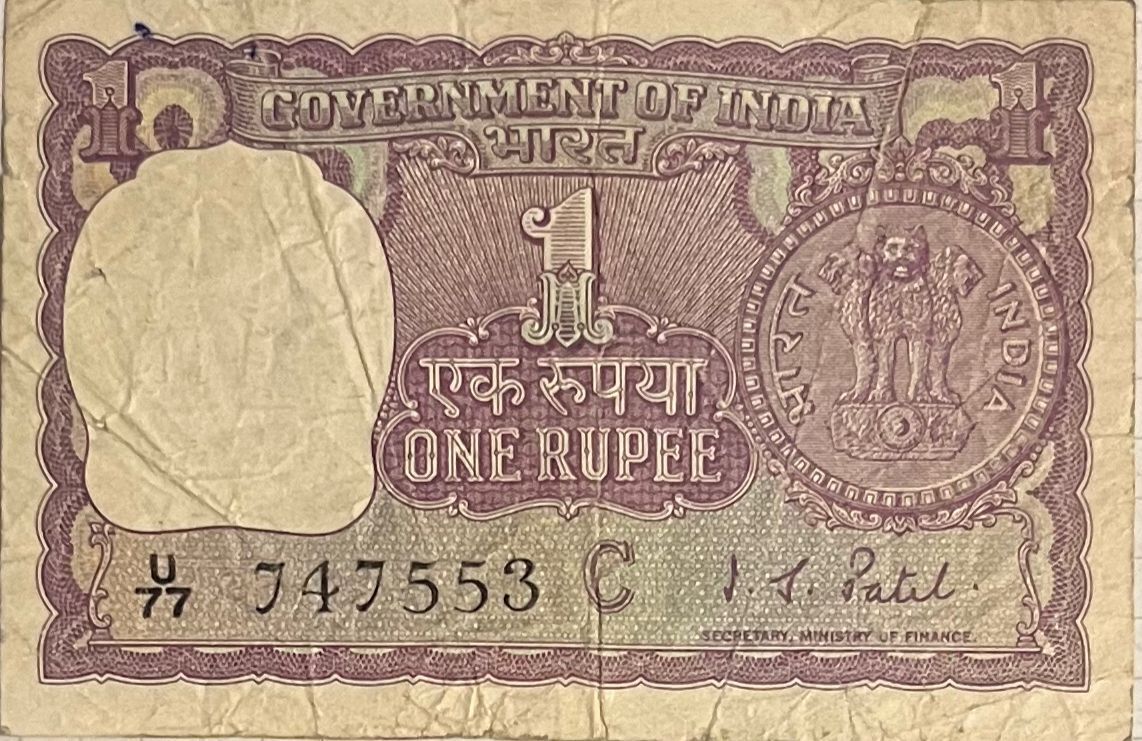 1 GOVERNMENT OF INDIA 1
भारत
1
एक रुपया
ONE RUPEE
भारत INDIA
U/77 747553 C I. G. Patel.
SECRETARY, MINISTRY OF FINANCE.